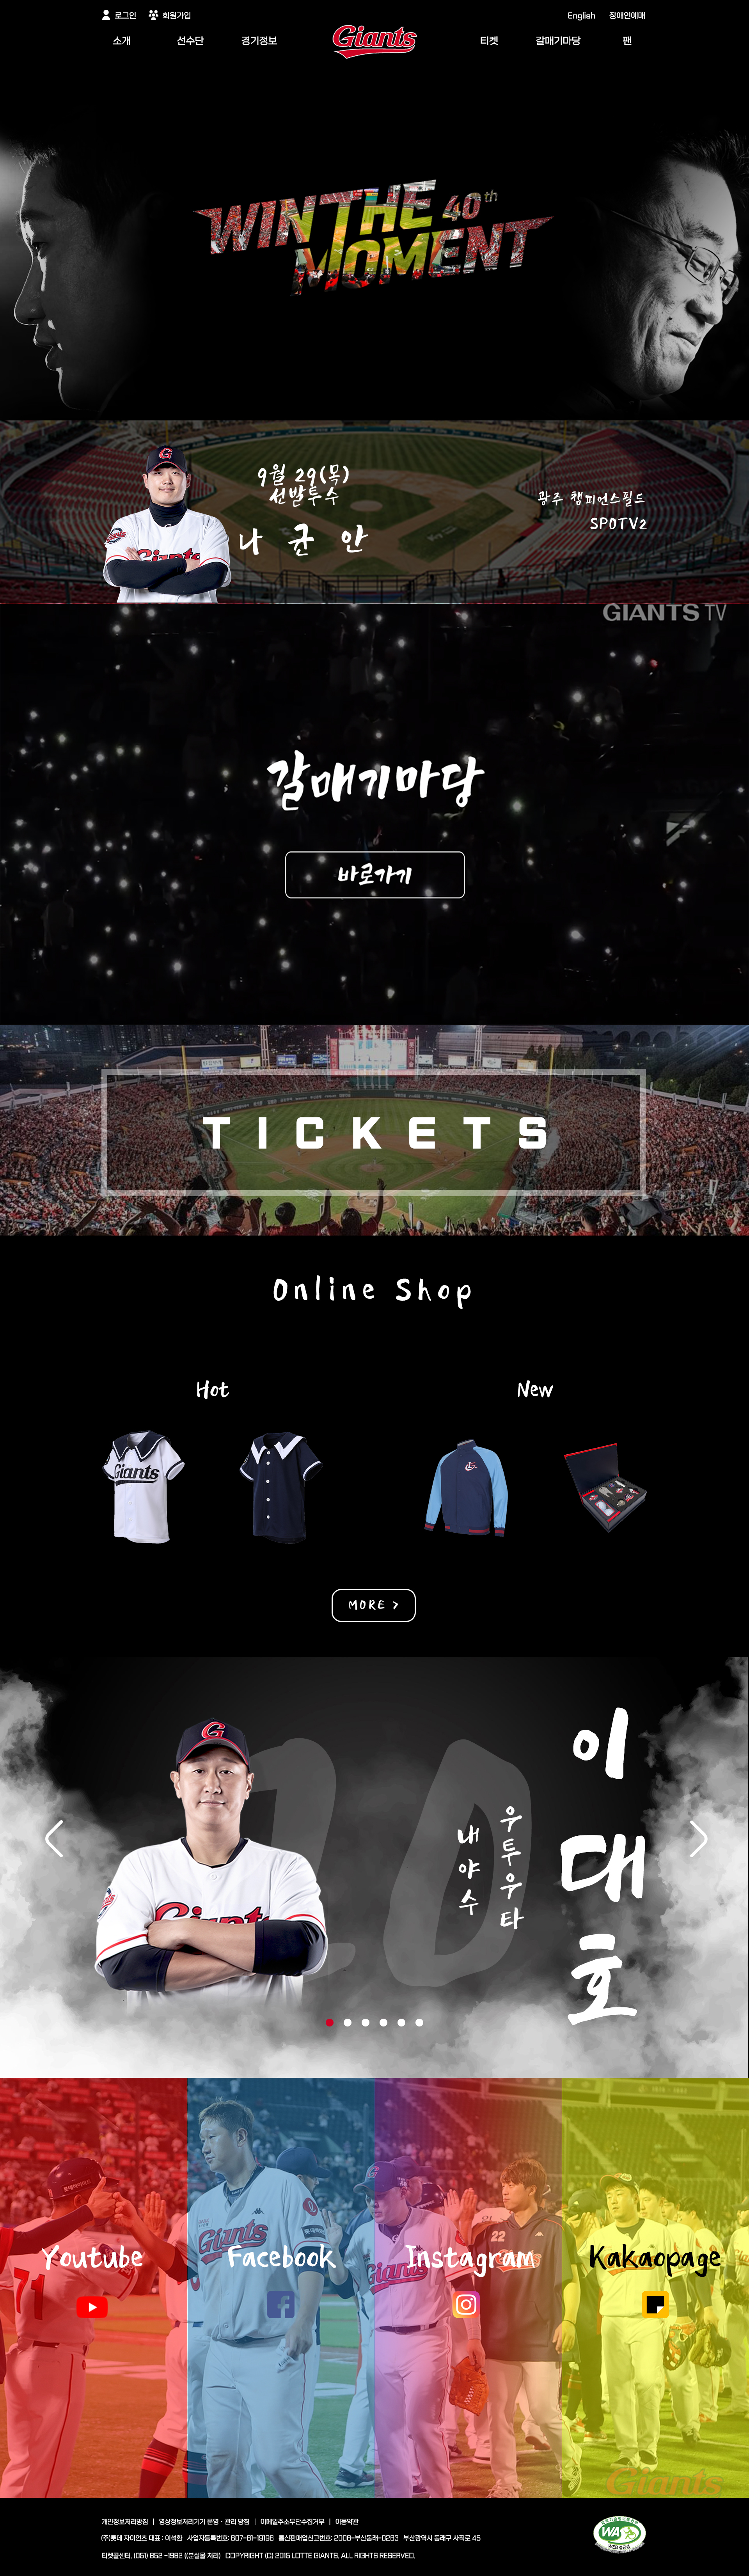 로그인 회원가입 English 장애인예매
소개 선수단 경기정보 Giants 티켓 갈매기마당 팬
WIN THE 40th
MOMENT
9월 29(목)
선발투수
나 균 안
광주 챔피언스필드
SPOTV2
GIANTS TV
갈매기마당
바로가기
TICKETS
Online Shop
Hot New
Giants
MORE >
10
이대호
우투우타
내야수
Giants
Youtube Facebook Instagram Kakaopage
71
22
Giants
개인정보처리방침 | 영상정보처리기기 운영·관리 방침 | 이메일주소무단수집거부 | 이용약관
(주)롯데 자이언츠 대표 : 이석환 사업자등록번호: 607-81-19196 통신판매업신고번호: 2008-부산동래-0283 부산광역시 동래구 사직로 45
티켓콜센터. (051) 852 -1982 ((분실물 처리) COPYRIGHT (C) 2015 LOTTE GIANTS. ALL RIGHTS RESERVED.
WA